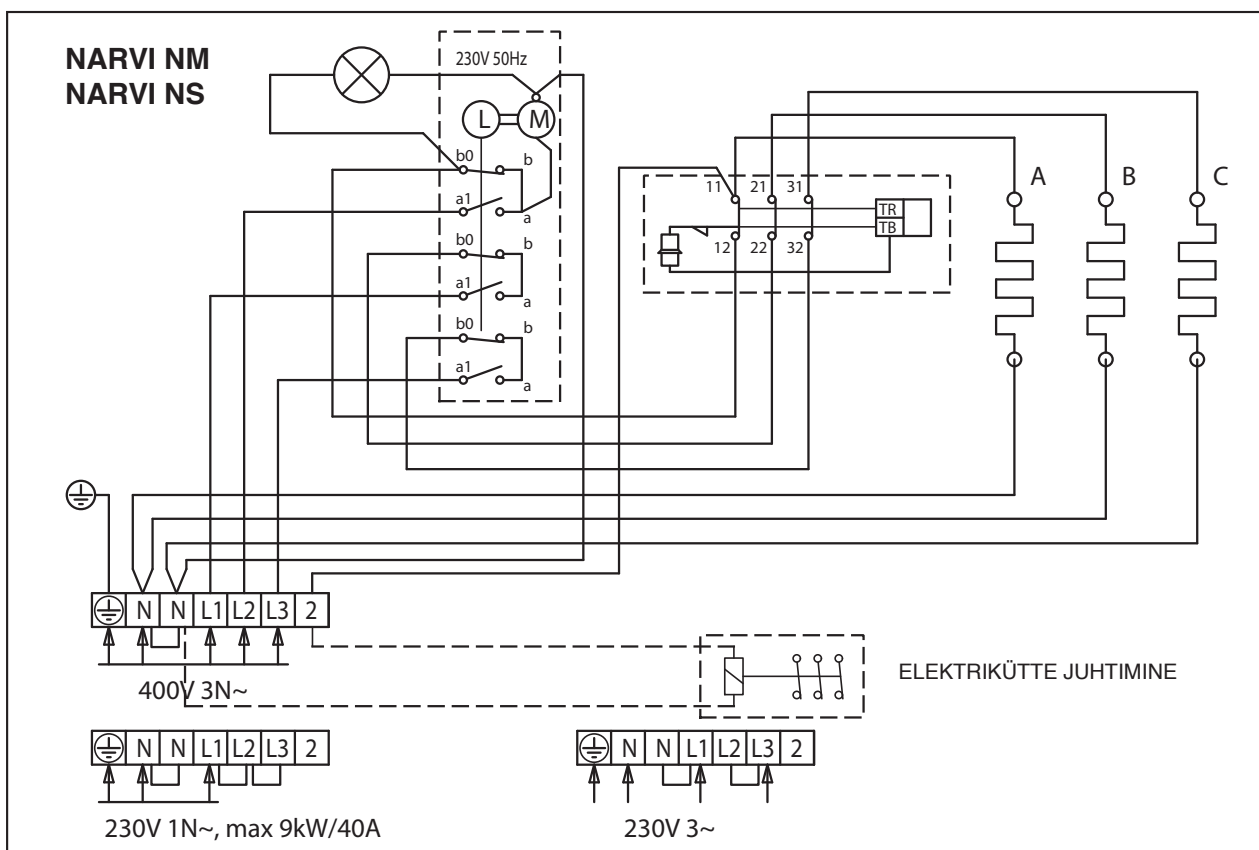 NARVI NM
NARVI NS
230V 50Hz
L M
b0 b
a1 a
b0 b
a1 a
b0 b
a1 a
11 21 31
TR
TB
12 22 32
A B C
N N L1 L2 L3 2
400V 3N~
ELEKTRIKÜTTE JUHTIMINE
N N L1 L2 L3 2
230V 1N~, max 9kW/40A
N N L1 L2 L3 2
230V 3~